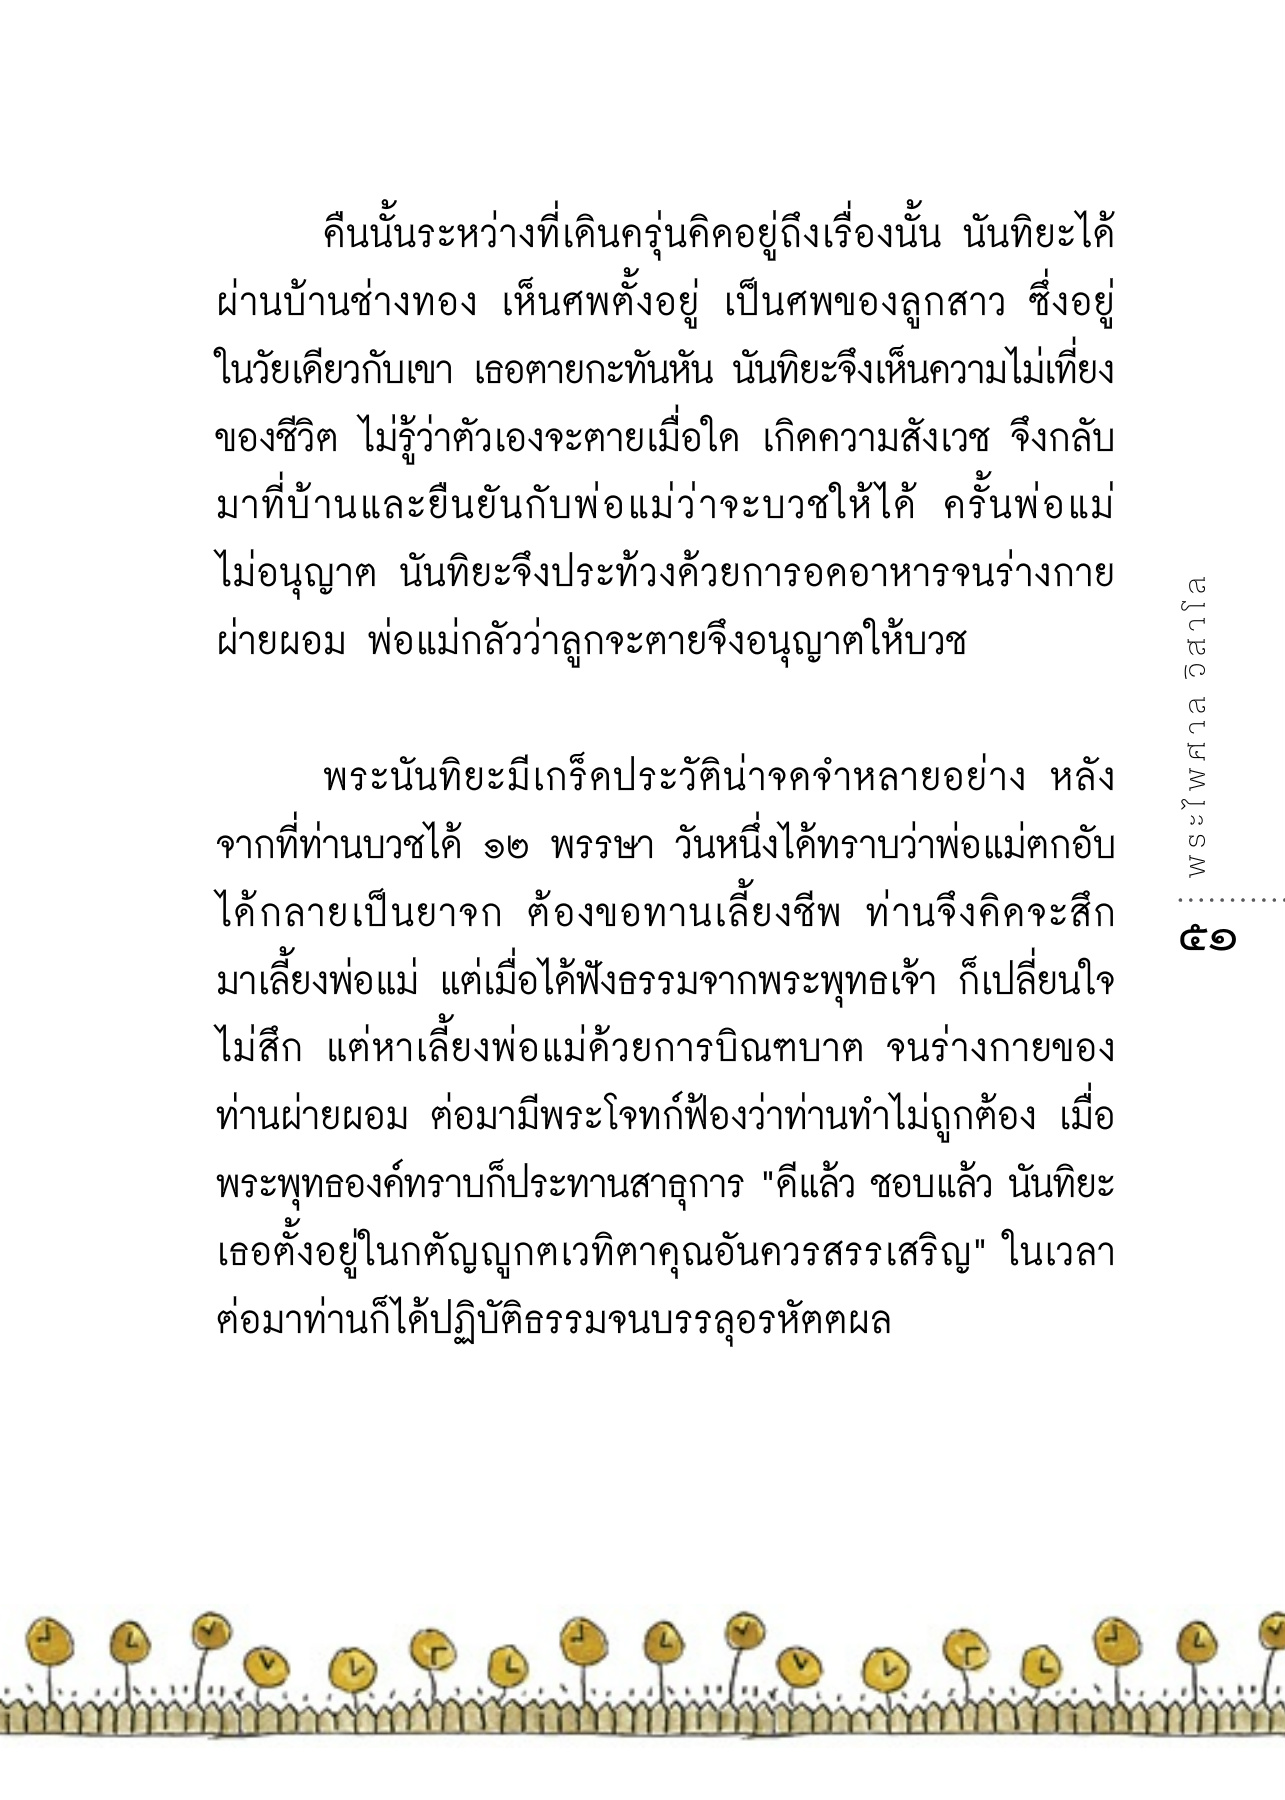 คืนนั้นระหว่างที่เดินครุ่นคิดอยู่ถึงเรื่องนั้น นันทิยะได้
ผ่านบ้านช่างทอง เห็นศพตั้งอยู่ เป็นศพของลูกสาว ซึ่งอยู่
ในวัยเดียวกับเขา เธอตายกะทันหัน นันทิยะจึงเห็นความไม่เที่ยง
ของชีวิต ไม่รู้ว่าตัวเองจะตายเมื่อใด เกิดความสังเวช จึงกลับ
มาที่บ้านและยืนยันกับพ่อแม่ว่าจะบวชให้ได้ ครั้นพ่อแม่
ไม่อนุญาต นันทิยะจึงประท้วงด้วยการอดอาหารจนร่างกาย
ผ่ายผอม พ่อแม่กลัวว่าลูกจะตายจึงอนุญาตให้บวช
พระนันทิยะมีเกร็ดประวัติน่าจดจำหลายอย่าง หลัง
จากที่ท่านบวชได้ ๑๒ พรรษา วันหนึ่งได้ทราบว่าพ่อแม่ตกอับ
ได้กลายเป็นยาจก ต้องขอทานเลี้ยงชีพ ท่านจึงคิดจะสึก
มาเลี้ยงพ่อแม่ แต่เมื่อได้ฟังธรรมจากพระพุทธเจ้า ก็เปลี่ยนใจ
ไม่สึก แต่หาเลี้ยงพ่อแม่ด้วยการบิณฑบาต จนร่างกายของ
ท่านผ่ายผอม ต่อมามีพระโจทก์ฟ้องว่าท่านทำไม่ถูกต้อง เมื่อ
พระพุทธองค์ทราบก็ประทานสาธุการ "ดีแล้ว ชอบแล้ว นันทิยะ
เธอตั้งอยู่ในกตัญญูกตเวทิตาคุณอันควรสรรเสริญ" ในเวลา
ต่อมาท่านก็ได้ปฏิบัติธรรมจนบรรลุอรหัตตผล
พระไพศาล วิสาโล
๕๑